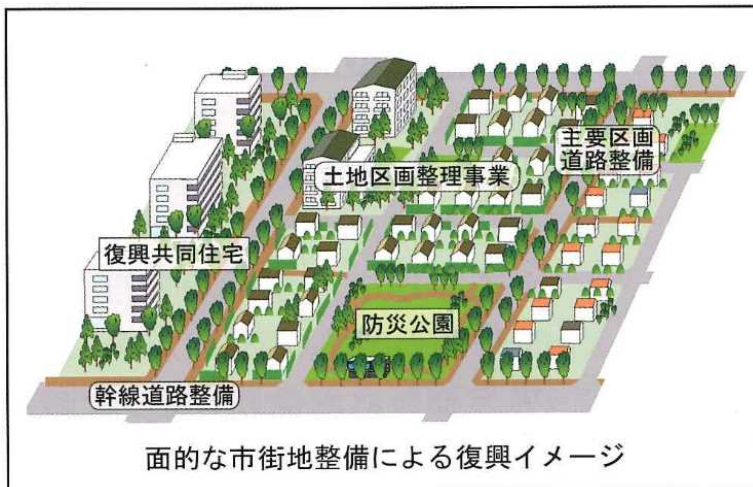 土地区画整理事業
主要区画
道路整備
復興共同住宅
防災公園
幹線道路整備
面的な市街地整備による復興イメージ